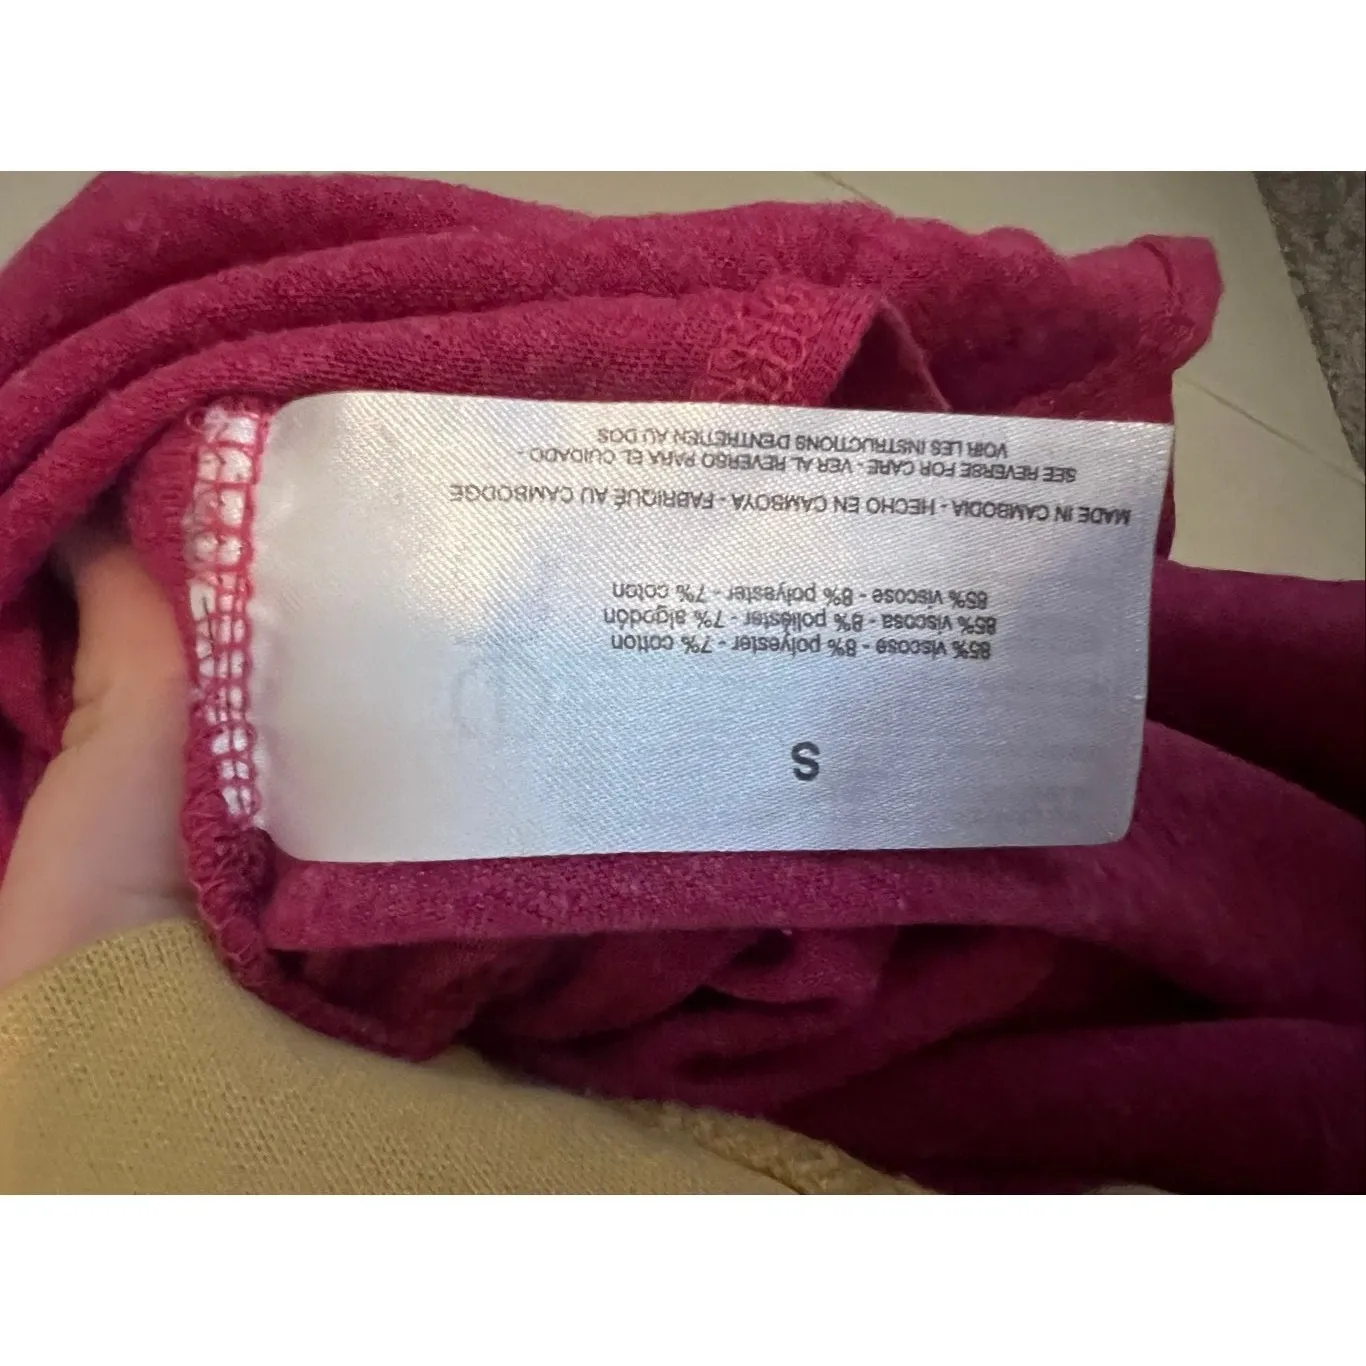 S
85% viscose - 8% polyester - 7% cotton
85% viscosa - 8% poliéster - 7% algodón
85% viscose - 8% polyester - 7% coton
MADE IN CAMBODIA - HECHO EN CAMBOYA - FABRIQUÉ AU CAMBODGE
SEE REVERSE FOR CARE - VER AL REVERSO PARA EL CUIDADO -
VOIR LES INSTRUCTIONS D'ENTRETIEN AU DOS